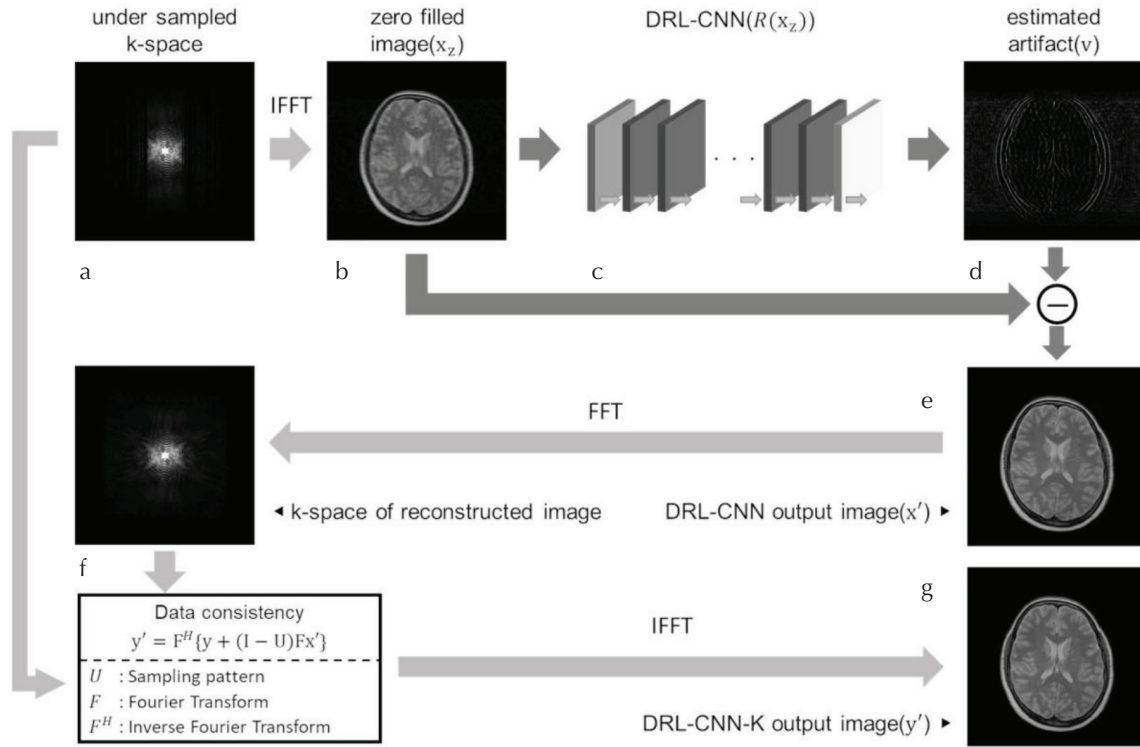 under sampled
k-space
zero filled
image(x_z)
DRL-CNN(R(x_z))
estimated
artifact(v)
IFFT
. . .
a
b
c
d
−
e
FFT
◂ k-space of reconstructed image
DRL-CNN output image(x′) ▸
f
g
Data consistency
y′ = F^H{y + (I − U)Fx′}
U : Sampling pattern
F : Fourier Transform
F^H : Inverse Fourier Transform
IFFT
DRL-CNN-K output image(y′) ▸